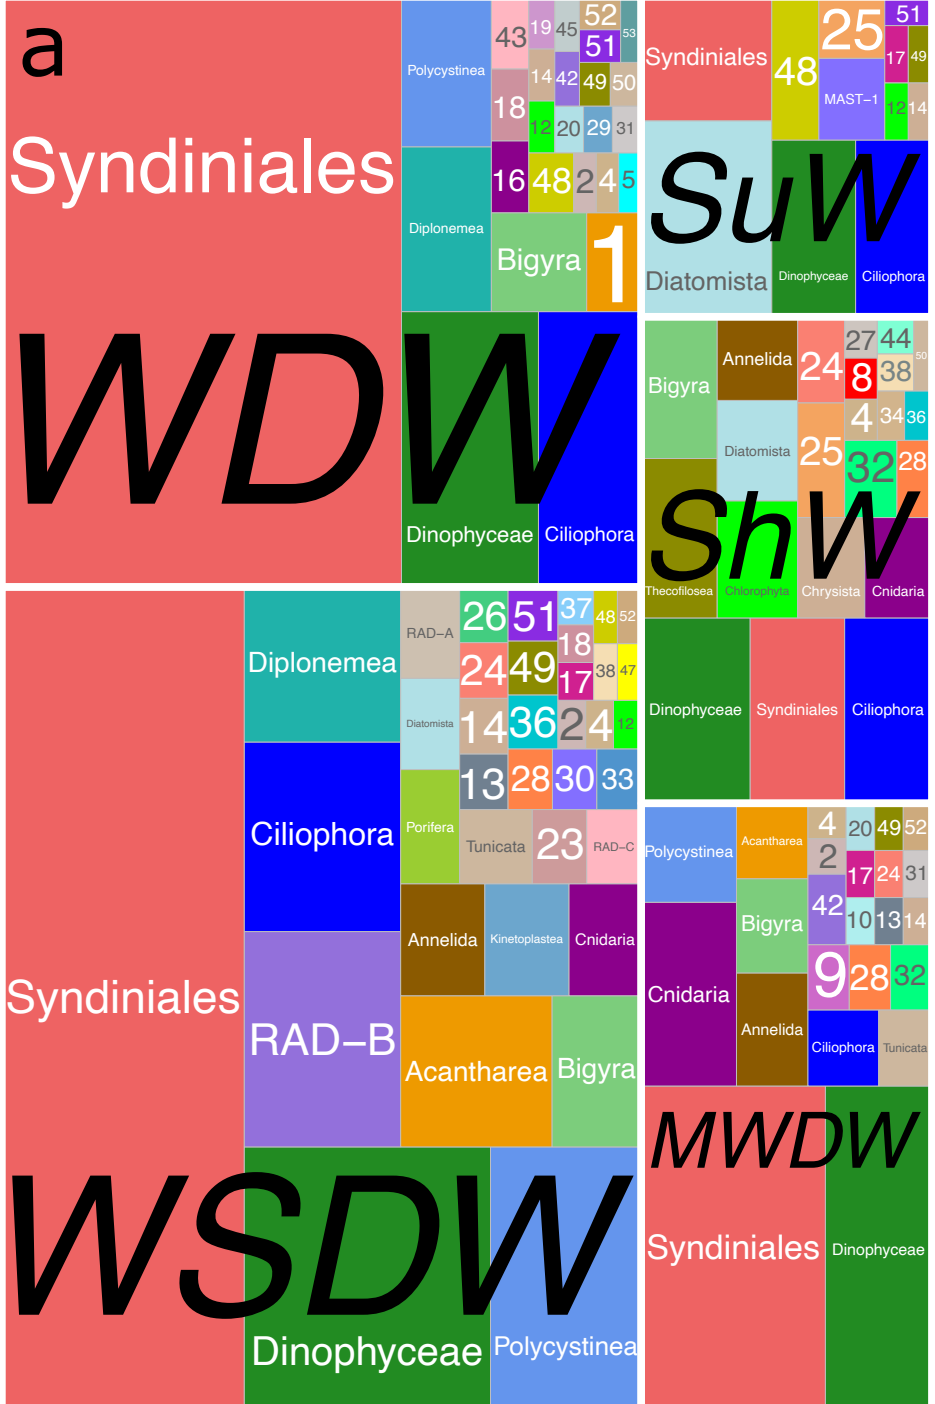 a
Syndiniales
Polycystinea
43
19
45
52
53
51
18
14
42
49
50
12
20
29
31
Diplonemea
16
48
2
4
5
Bigyra
1
WDW
Dinophyceae
Ciliophora
Syndiniales
48
25
51
17
49
MAST-1
12
14
SuW
Diatomista
Dinophyceae
Ciliophora
Bigyra
Annelida
24
27
44
50
8
38
Diatomista
25
4
34
36
32
28
ShW
Thecofilosea
Chlorophyta
Chrysista
Cnidaria
Dinophyceae
Syndiniales
Ciliophora
Syndiniales
Diplonemea
RAD-A
26
51
37
48
52
18
24
49
17
38
47
Diatomista
14
36
2
4
12
Ciliophora
13
28
30
33
Porifera
Tunicata
23
RAD-C
Annelida
Kinetoplastea
Cnidaria
RAD-B
Acantharea
Bigyra
WSDW
Dinophyceae
Polycystinea
Polycystinea
Acantharea
4
20
49
52
2
17
24
31
Cnidaria
Bigyra
42
10
13
14
9
28
32
Annelida
Ciliophora
Tunicata
MWDW
Syndiniales
Dinophyceae